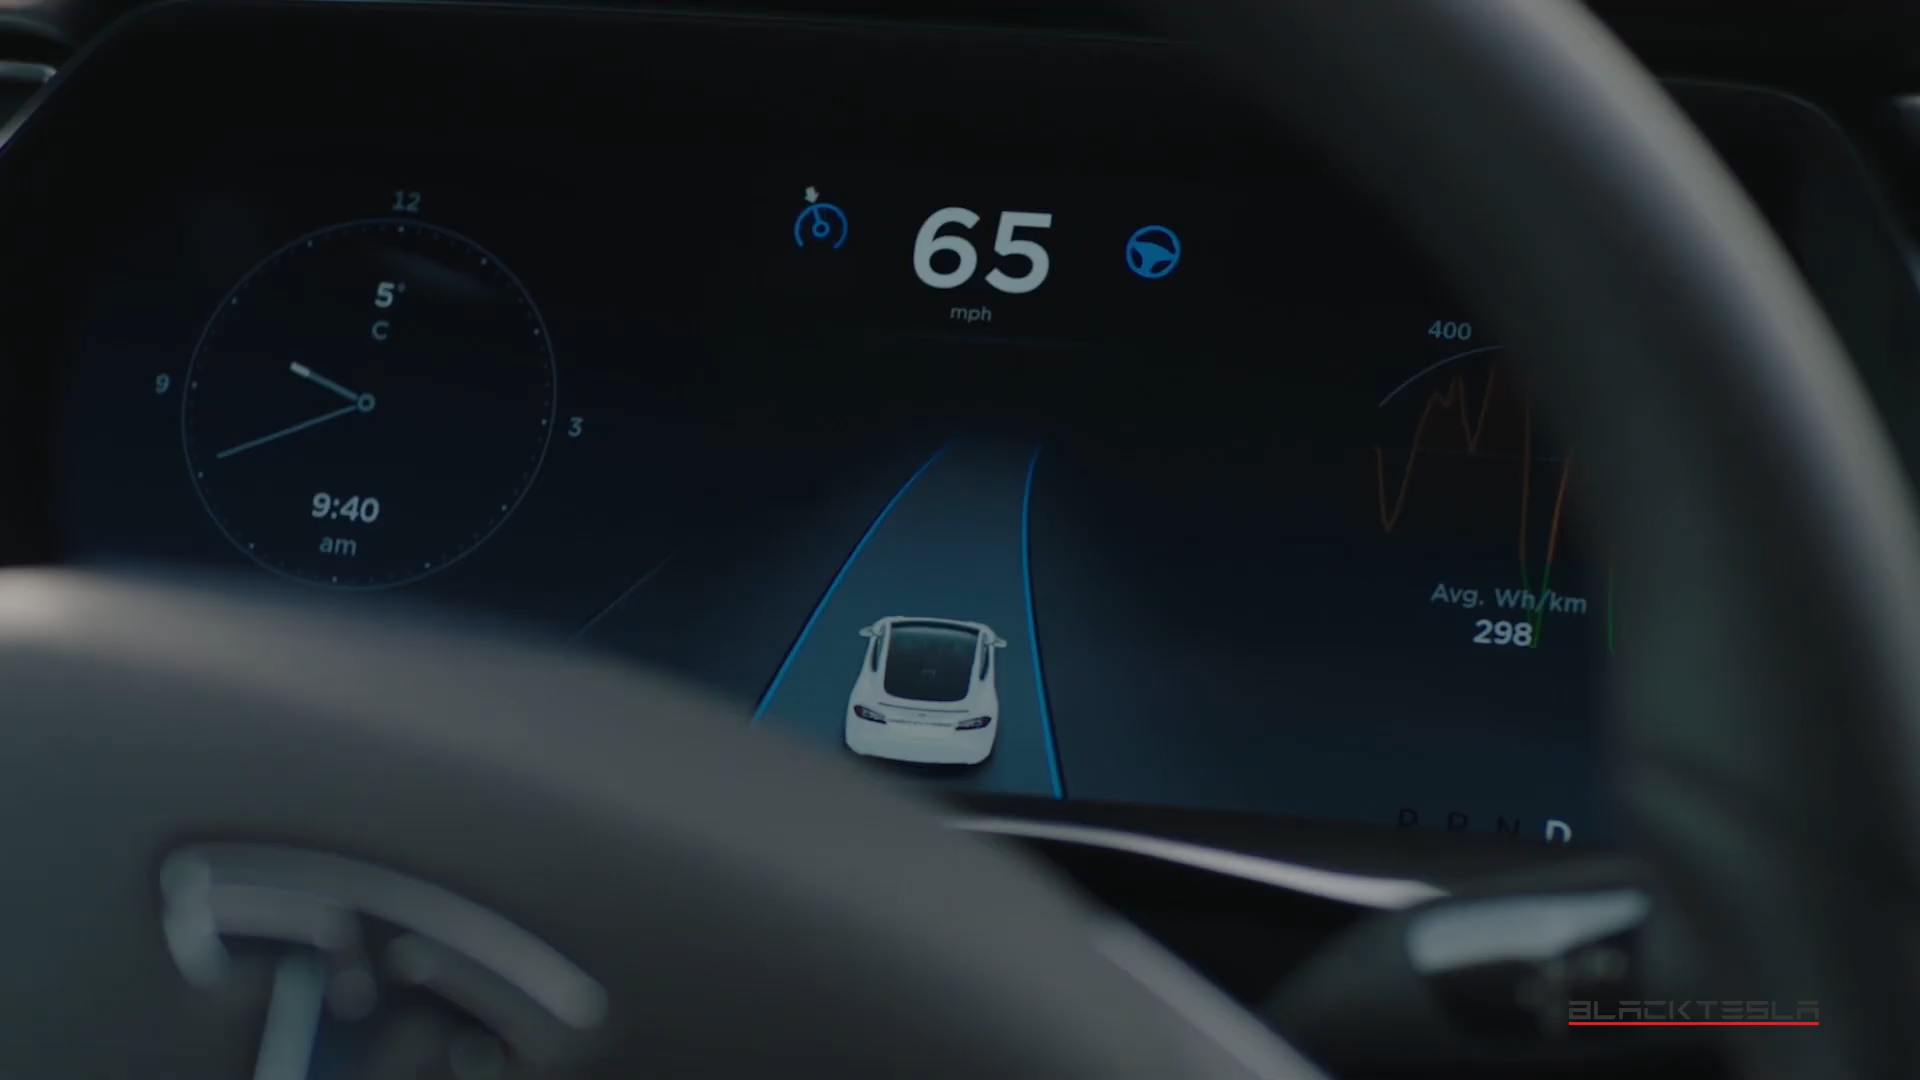 12
9
3
5°
C
9:40
am
65
mph
400
Avg. Wh/km
298
P R N D
BLACKTESLA